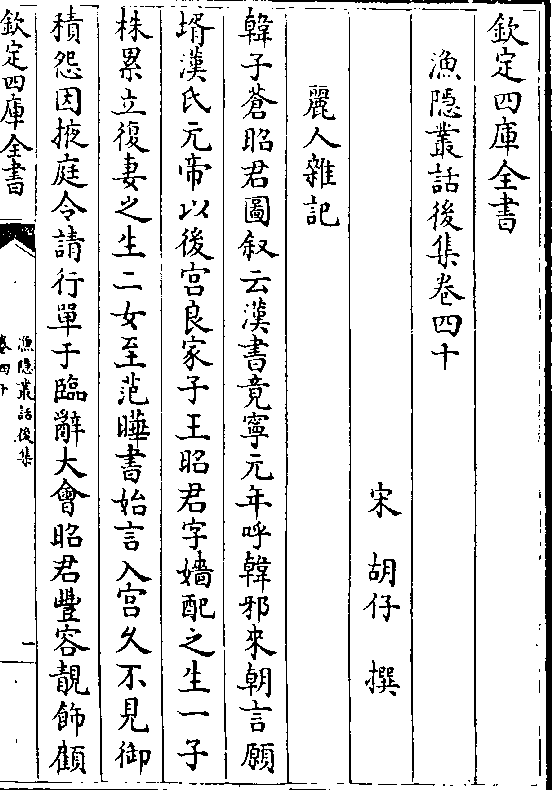 欽定四庫全書
漁隠叢話後集卷四十
宋 胡仔 撰
麗人雜記
韓子蒼昭君圖叙云漢書竟寧元年呼韓邪來朝言願
壻漢氏元帝以後宫良家子王昭君字嬙配之生一子
株累立復妻之生二女至范曄書始言入宫久不見御
積怨因掖庭令請行單于臨辭大會昭君豐容靚飾顧
欽定四庫全書
漁隠叢話後集
卷四十
一